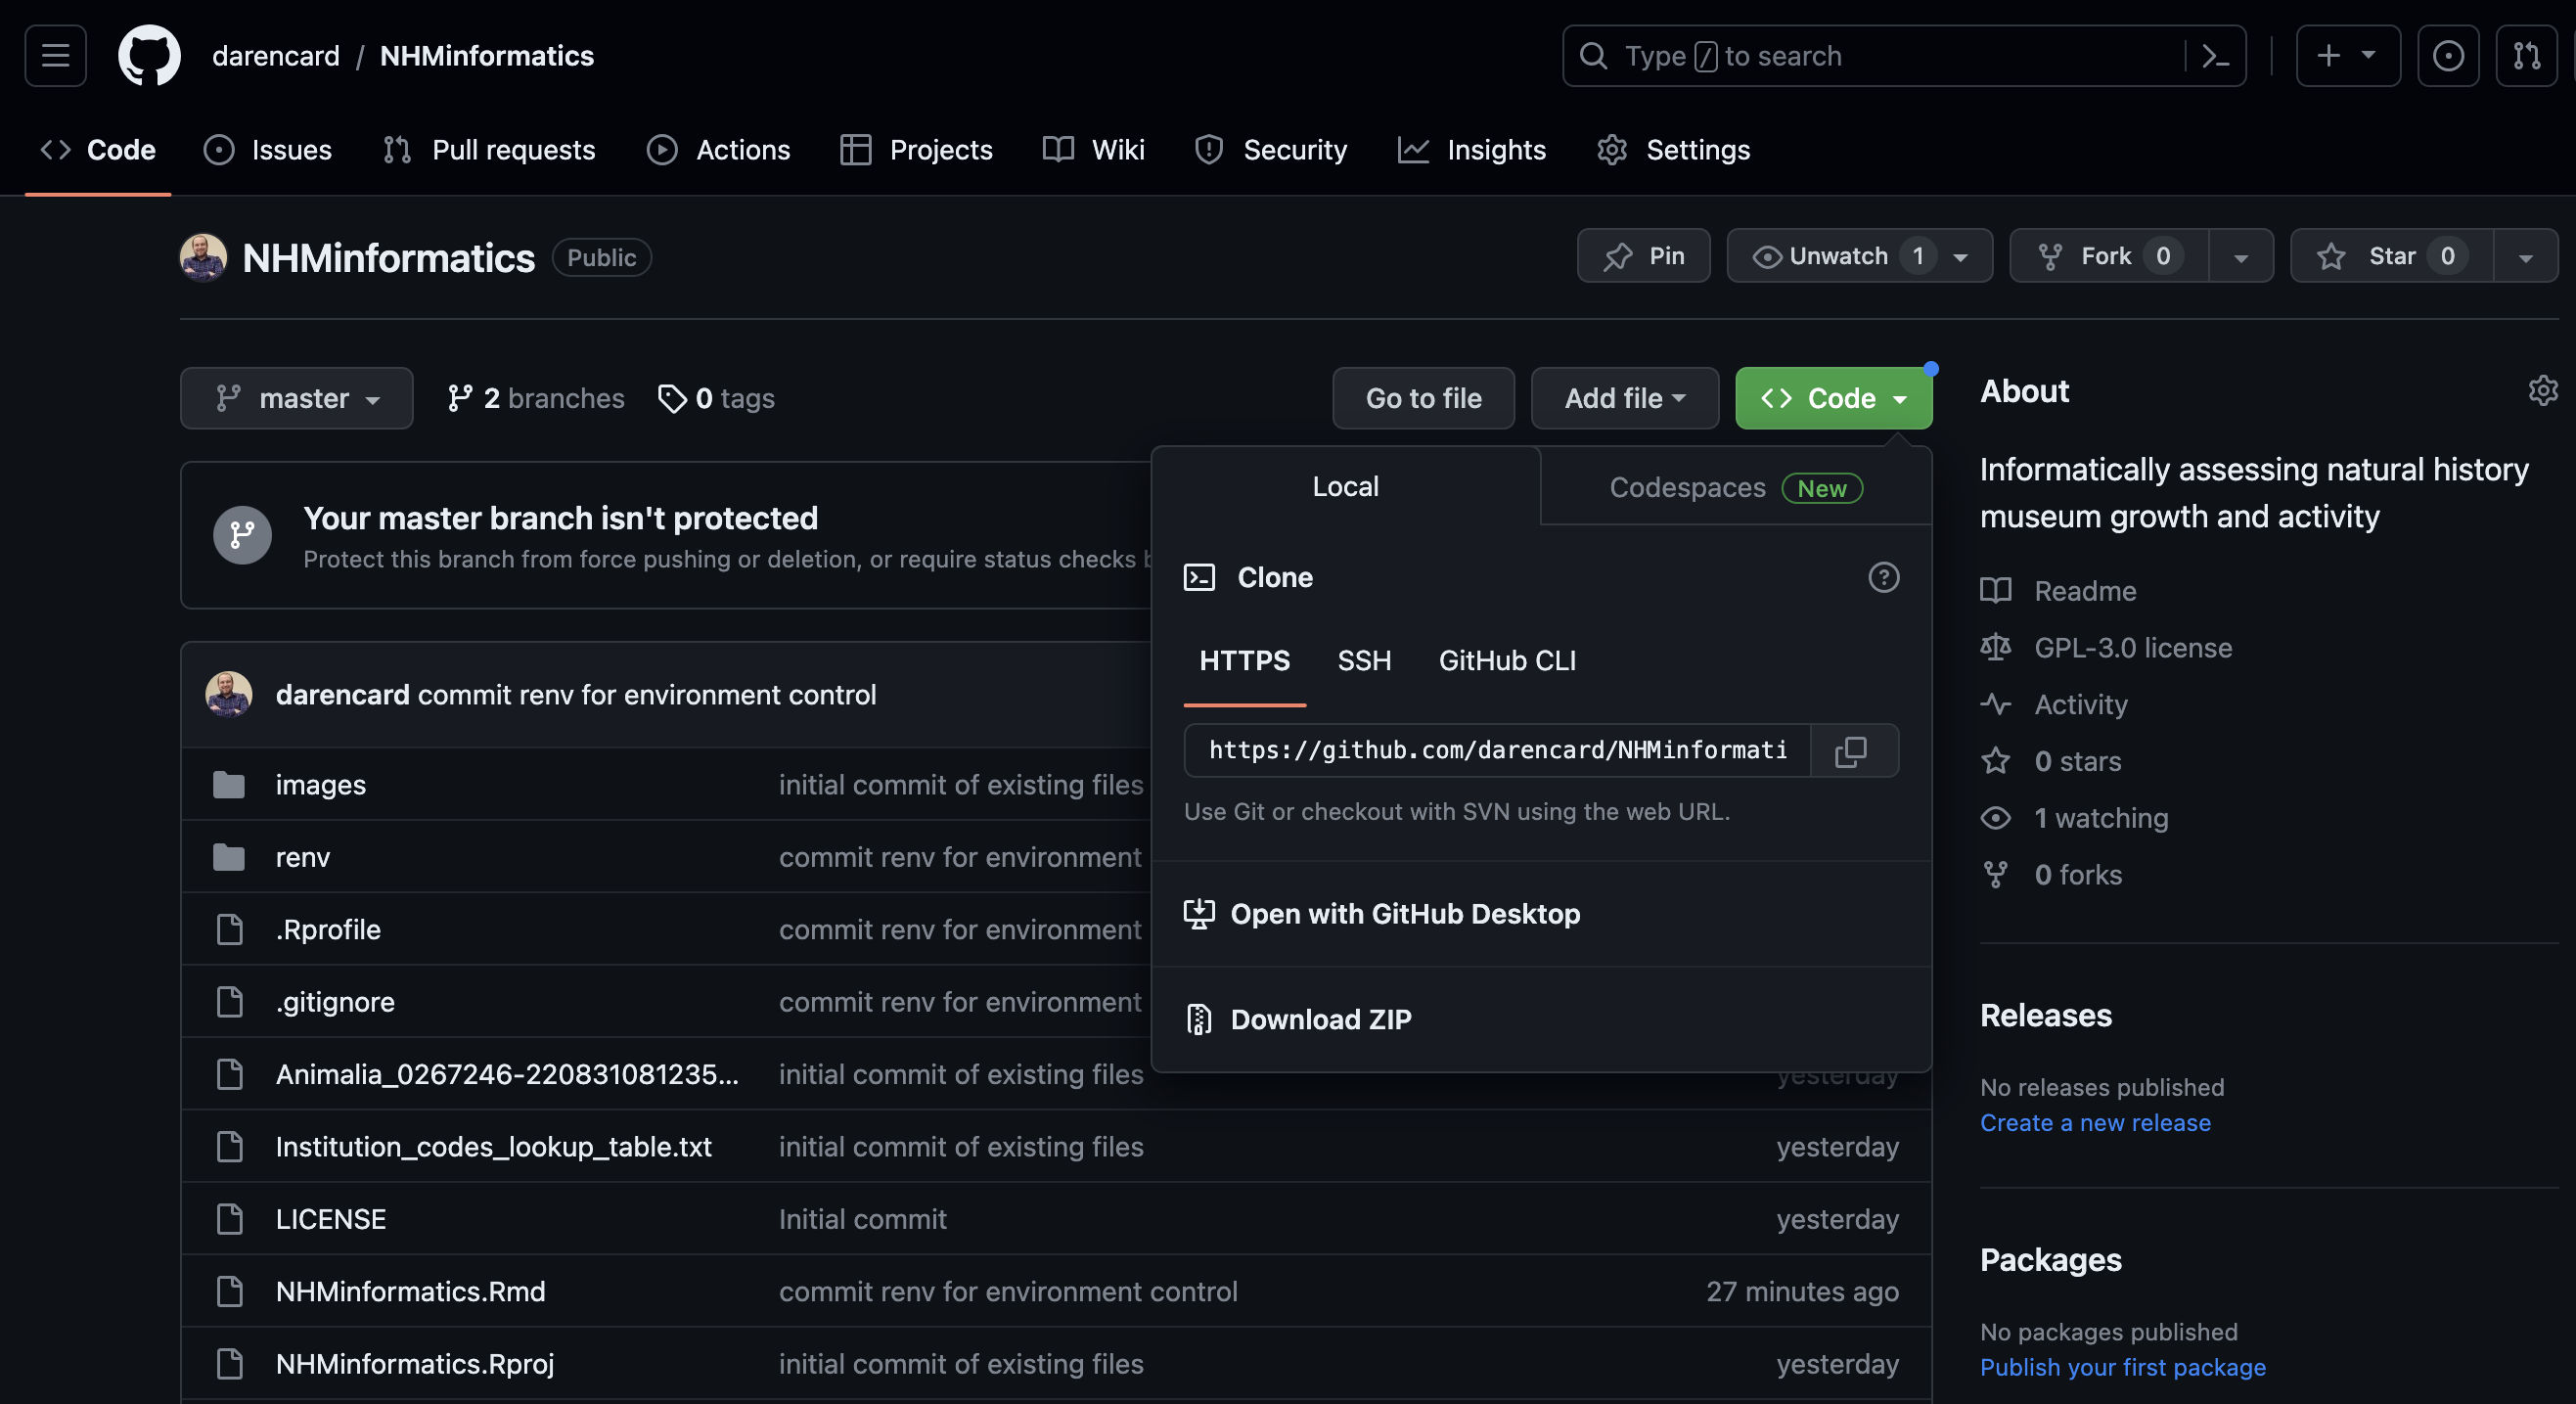 darencard / NHMinformatics
Type / to search
Code
Issues
Pull requests
Actions
Projects
Wiki
Security
Insights
Settings
NHMinformatics
Public
Pin
Unwatch 1
Fork 0
Star 0
master
2 branches
0 tags
Go to file
Add file
Code
Your master branch isn't protected
Protect this branch from force pushing or deletion, or require status checks
darencard commit renv for environment control
images initial commit of existing files
renv commit renv for environment
.Rprofile commit renv for environment
.gitignore commit renv for environment
Animalia_0267246-220831081235... initial commit of existing files yesterday
Institution_codes_lookup_table.txt initial commit of existing files yesterday
LICENSE Initial commit yesterday
NHMinformatics.Rmd commit renv for environment control 27 minutes ago
NHMinformatics.Rproj initial commit of existing files yesterday
Local
Codespaces New
Clone
HTTPS SSH GitHub CLI
https://github.com/darencard/NHMinformati
Use Git or checkout with SVN using the web URL.
Open with GitHub Desktop
Download ZIP
About
Informatically assessing natural history
museum growth and activity
Readme
GPL-3.0 license
Activity
0 stars
1 watching
0 forks
Releases
No releases published
Create a new release
Packages
No packages published
Publish your first package